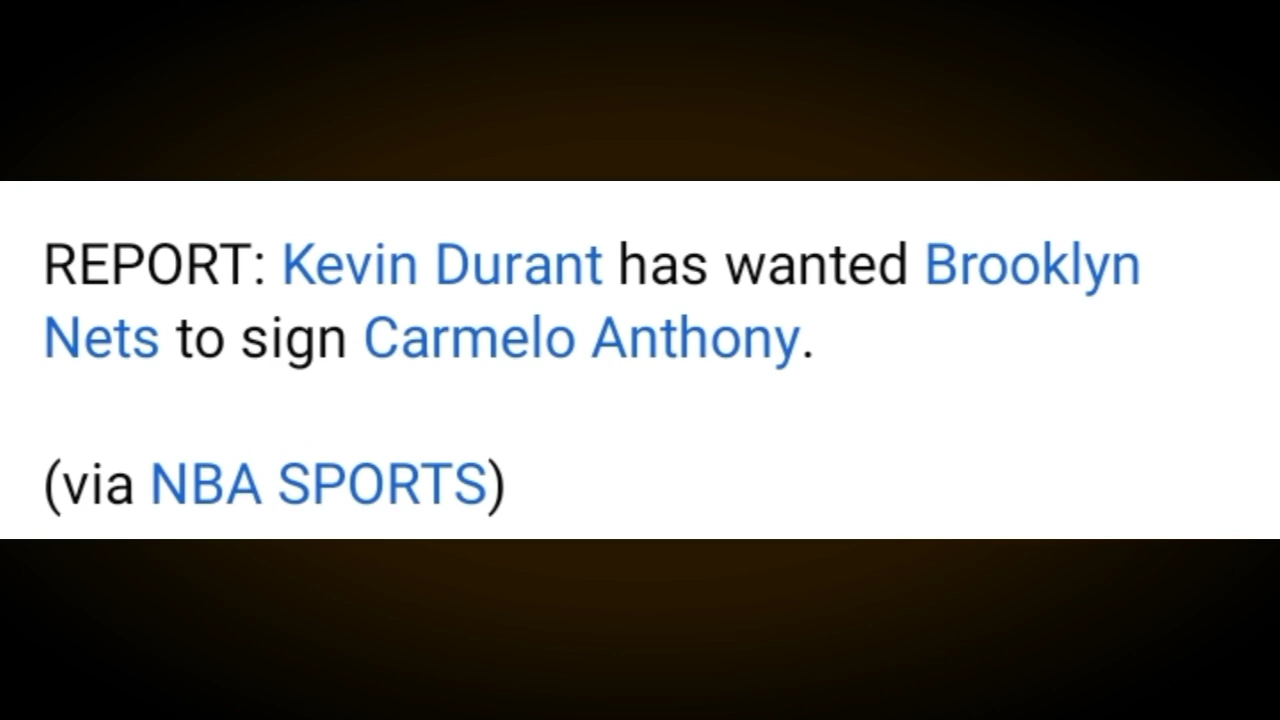 REPORT: Kevin Durant has wanted Brooklyn
Nets to sign Carmelo Anthony.
(via NBA SPORTS)